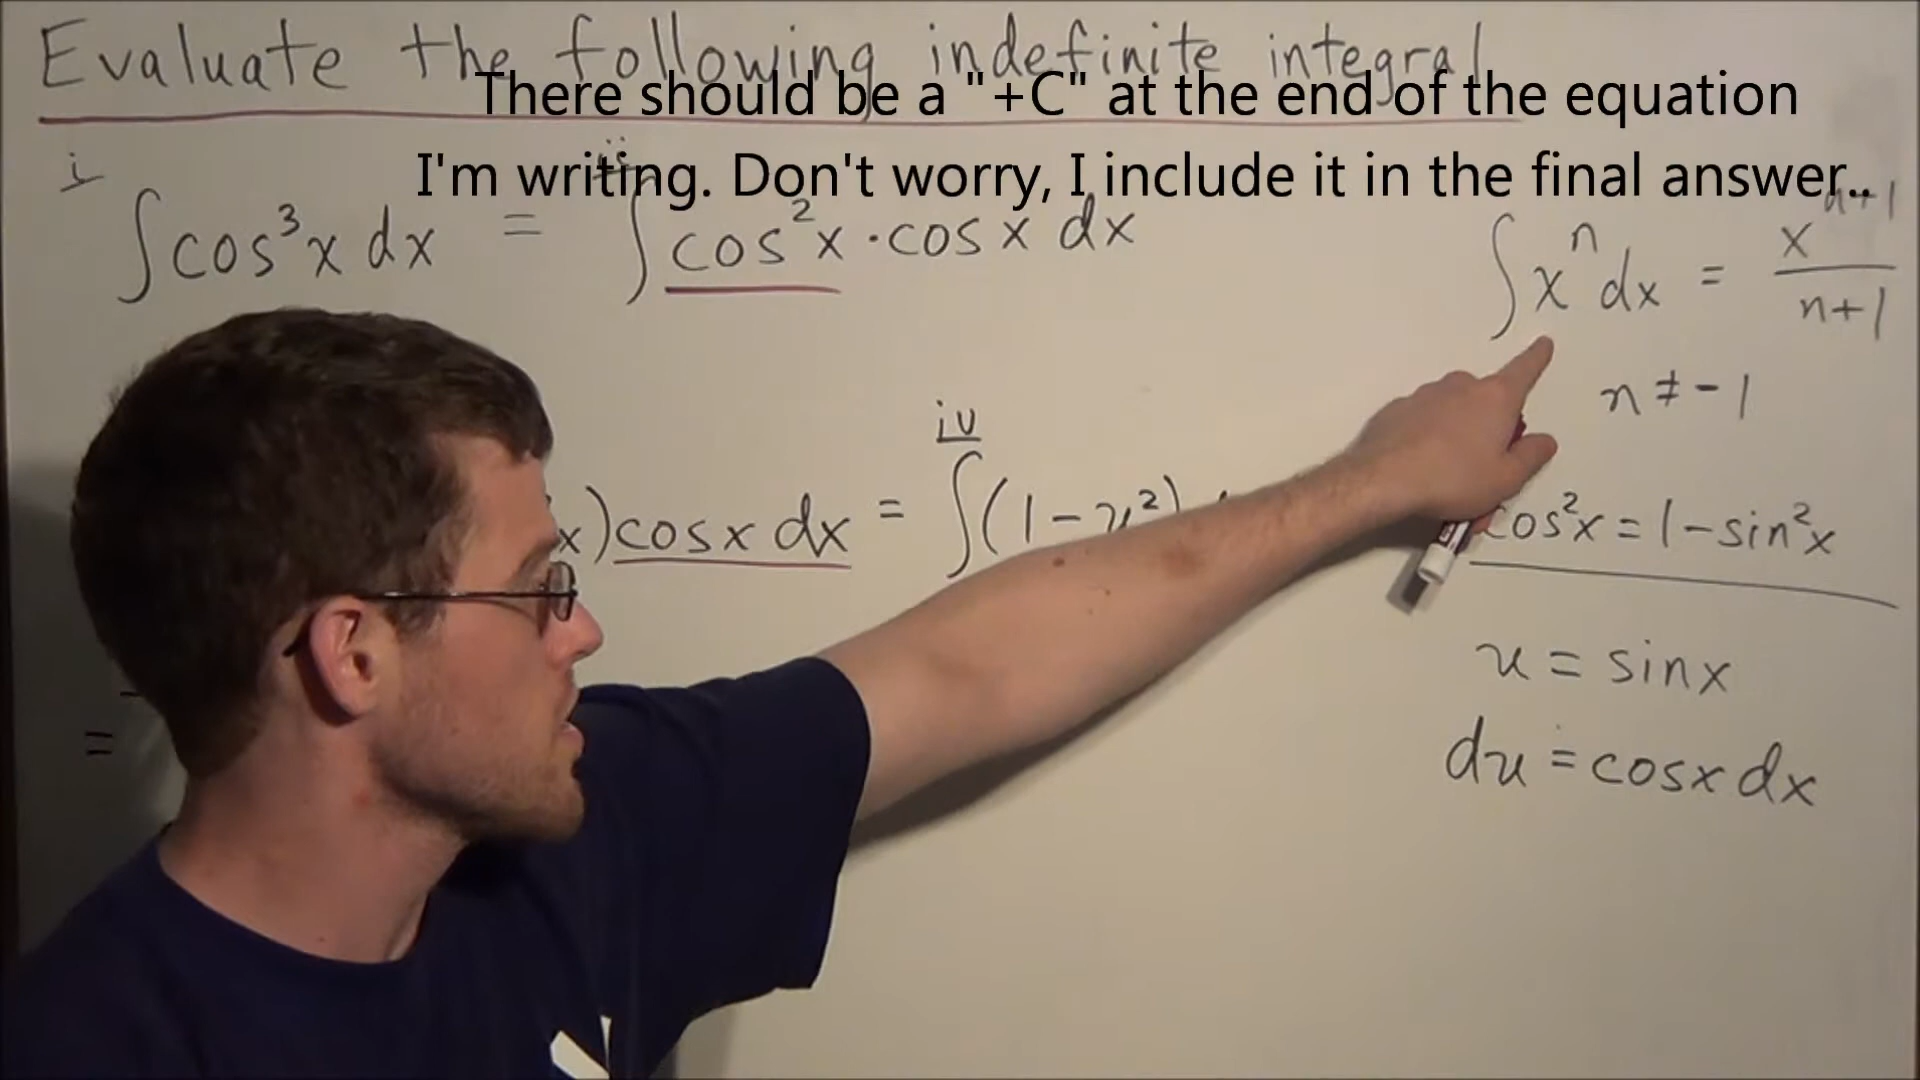 Evaluate the following indefinite integral
There should be a "+C" at the end of the equation
I'm writing. Don't worry, I include it in the final answer..
i
∫cos³x dx = ∫cos²x·cosx dx
∫xⁿdx = xⁿ⁺¹/n+1
n ≠ -1
iv
x)cosx dx = ∫(1-u²)
cos²x = 1-sin²x
u = sinx
du = cosx dx
=